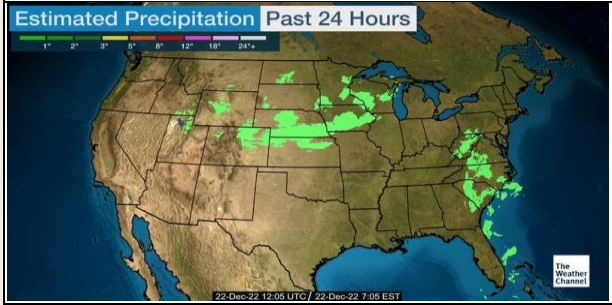 Estimated Precipitation Past 24 Hours
1" 2" 3" 5" 8" 12" 18" 24"+
The
Weather
Channel
22-Dec-22 12:05 UTC / 22-Dec-22 7:05 EST